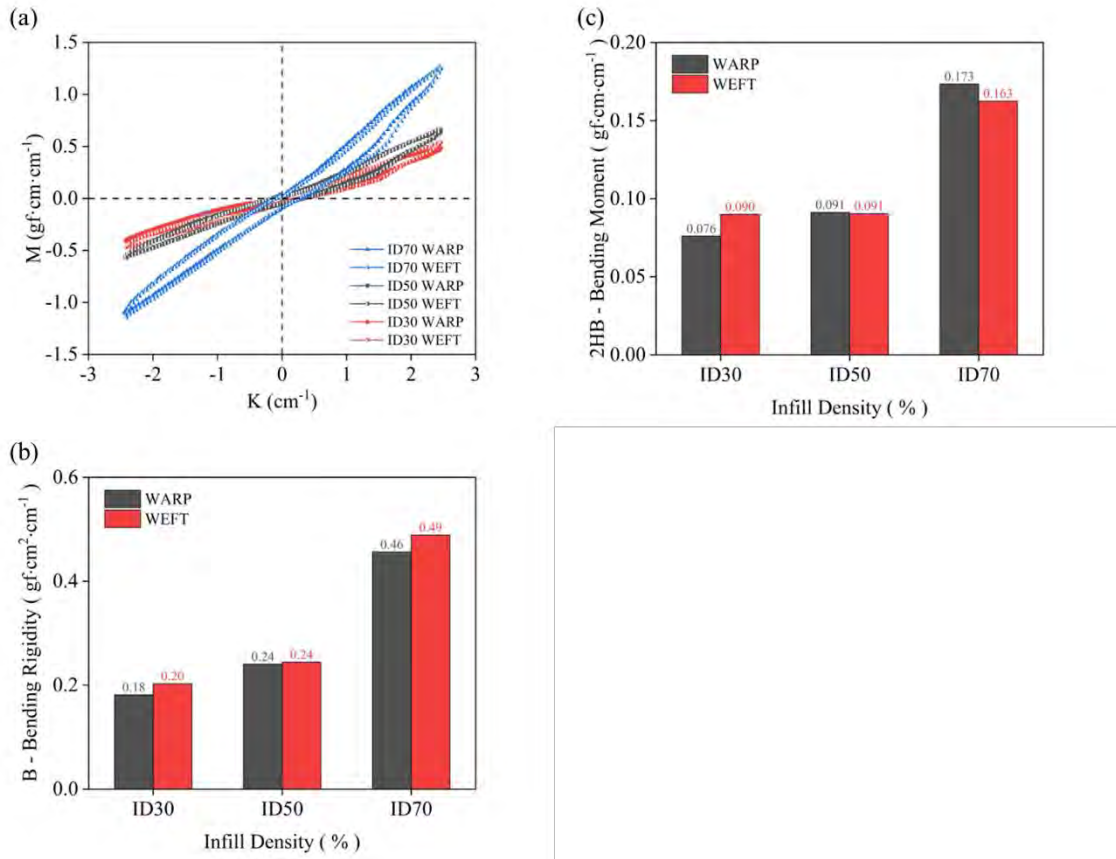 (a)
1.5
1.0
0.5
0.0
-0.5
-1.0
-1.5
M (gf·cm·cm⁻¹)
-3
-2
-1
0
1
2
3
K (cm⁻¹)
ID70 WARP
ID70 WEFT
ID50 WARP
ID50 WEFT
ID30 WARP
ID30 WEFT
(c)
0.20
0.15
0.10
0.05
0.00
2HB - Bending Moment ( gf·cm·cm⁻¹ )
WARP
WEFT
0.076
0.090
0.091
0.091
0.173
0.163
ID30
ID50
ID70
Infill Density ( % )
(b)
0.6
0.4
0.2
0.0
B - Bending Rigidity ( gf·cm²·cm⁻¹ )
WARP
WEFT
0.18
0.20
0.24
0.24
0.46
0.49
ID30
ID50
ID70
Infill Density ( % )